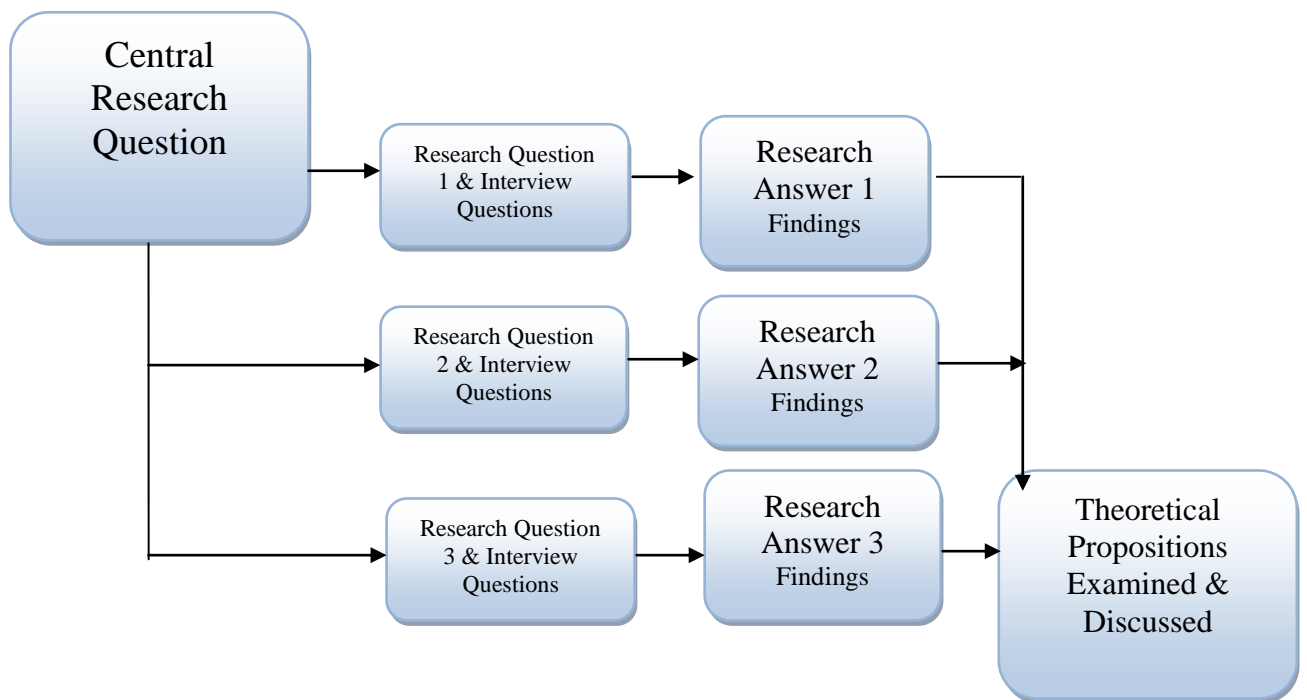 Central
Research
Question
Research Question
1 & Interview
Questions
Research
Answer 1
Findings
Research Question
2 & Interview
Questions
Research
Answer 2
Findings
Research Question
3 & Interview
Questions
Research
Answer 3
Findings
Theoretical
Propositions
Examined &
Discussed